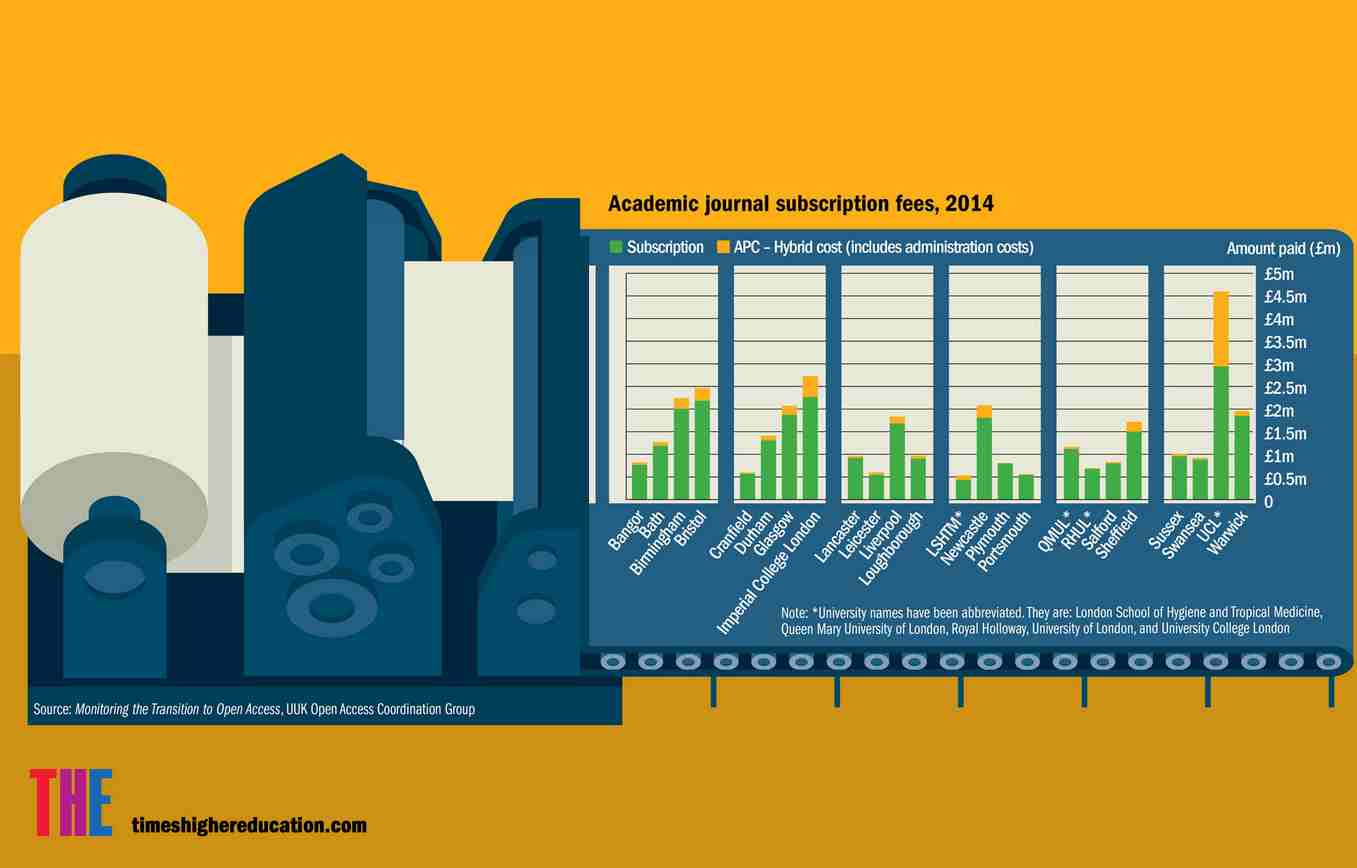 Academic journal subscription fees, 2014
Subscription
APC – Hybrid cost (includes administration costs)
Amount paid (£m)
£5m
£4.5m
£4m
£3.5m
£3m
£2.5m
£2m
£1.5m
£1m
£0.5m
0
Bangor
Bath
Birmingham
Bristol
Cranfield
Durham
Glasgow
Imperial College London
Lancaster
Leicester
Liverpool
Loughborough
LSHTM*
Newcastle
Plymouth
Portsmouth
QMUL*
RHUL*
Salford
Sheffield
Sussex
Swansea
UCL*
Warwick
Note: *University names have been abbreviated. They are: London School of Hygiene and Tropical Medicine,
Queen Mary University of London, Royal Holloway, University of London, and University College London
Source: Monitoring the Transition to Open Access, UUK Open Access Coordination Group
THE
timeshighereducation.com